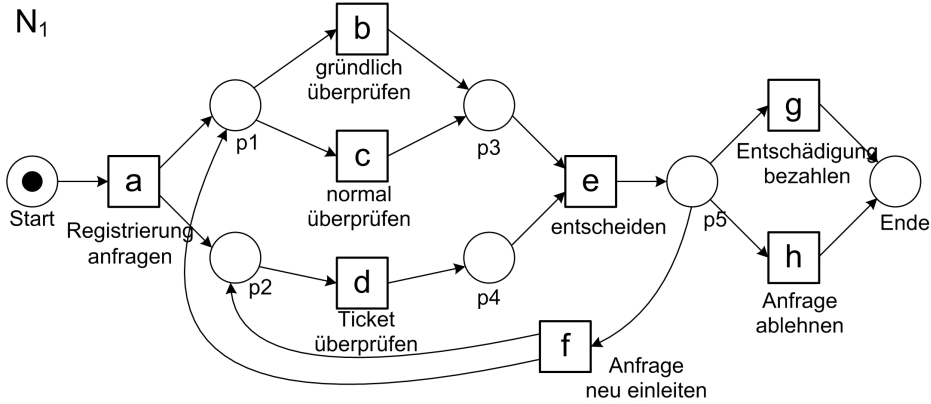 N1
b
gründlich
überprüfen
p1
p3
c
normal
überprüfen
g
Entschädigung
bezahlen
Start
a
Registrierung
anfragen
e
entscheiden
p5
Ende
p2
d
Ticket
überprüfen
p4
h
Anfrage
ablehnen
f
Anfrage
neu einleiten